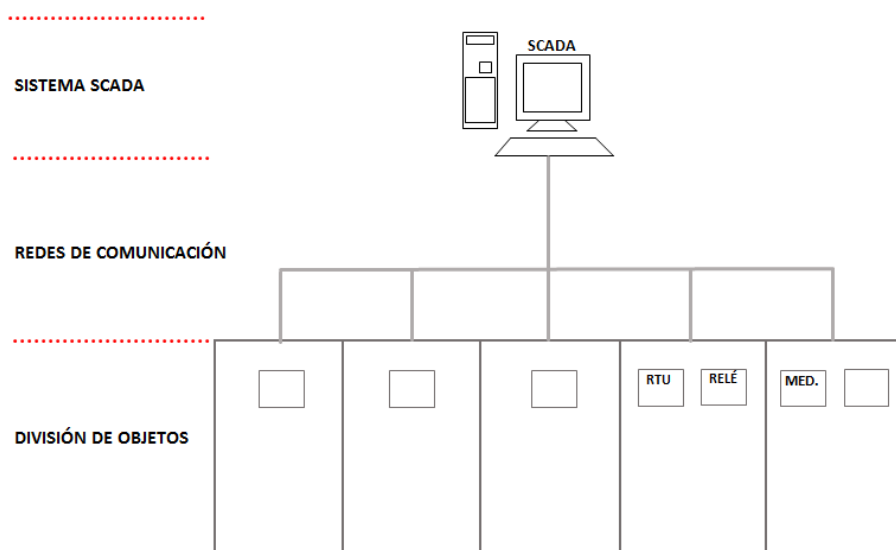 SCADA
SISTEMA SCADA
REDES DE COMUNICACIÓN
RTU
RELÉ
MED.
DIVISIÓN DE OBJETOS